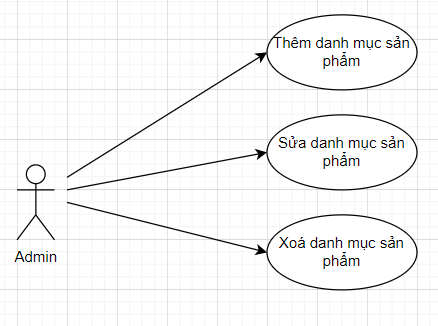 Thêm danh mục sản
phẩm
Sửa danh mục sản
phẩm
Admin
Xoá danh mục sản
phẩm